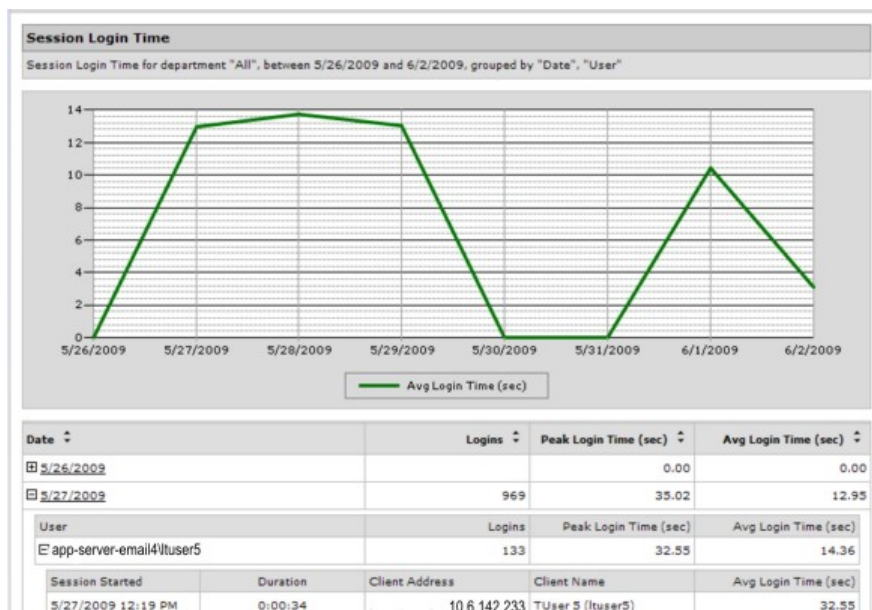 Session Login Time
Session Login Time for department "All", between 5/26/2009 and 6/2/2009, grouped by "Date", "User"
14
12
10
8
6
4
2
0
5/26/2009 5/27/2009 5/28/2009 5/29/2009 5/30/2009 5/31/2009 6/1/2009 6/2/2009
Avg Login Time (sec)
Date Logins Peak Login Time (sec) Avg Login Time (sec)
5/26/2009 0.00 0.00
5/27/2009 969 35.02 12.95
User Logins Peak Login Time (sec) Avg Login Time (sec)
app-server-email4\ltuser5 133 32.55 14.36
Session Started Duration Client Address Client Name Avg Login Time (sec)
5/27/2009 12:19 PM 0:00:34 10.6.142.233 TUser 5 (ltuser5) 32.55